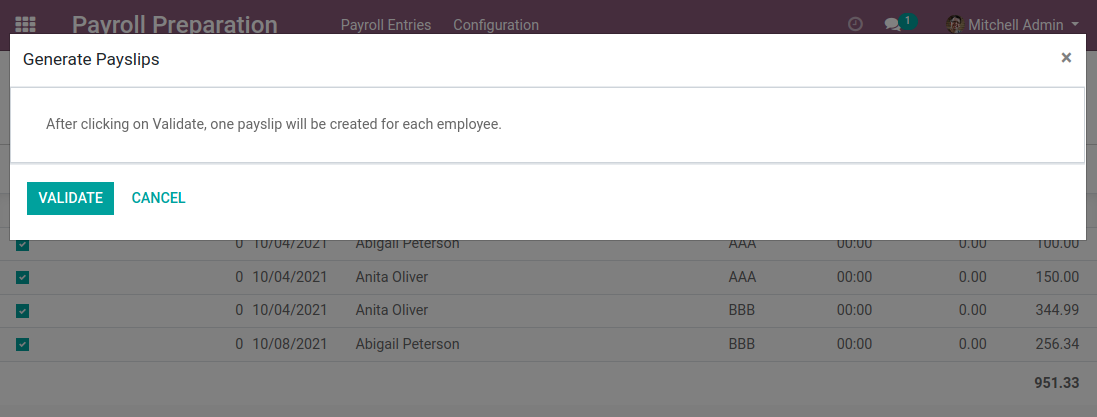 Payroll Preparation Payroll Entries Configuration 1 Mitchell Admin
Generate Payslips ×
After clicking on Validate, one payslip will be created for each employee.
VALIDATE CANCEL
0 10/04/2021 Abigail Peterson AAA 00:00 0.00 100.00
0 10/04/2021 Anita Oliver AAA 00:00 0.00 150.00
0 10/04/2021 Anita Oliver BBB 00:00 0.00 344.99
0 10/08/2021 Abigail Peterson BBB 00:00 0.00 256.34
951.33